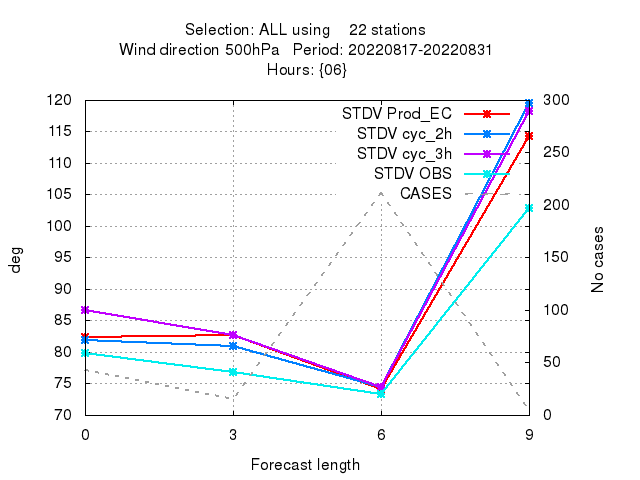 Selection: ALL using 22 stations
Wind direction 500hPa Period: 20220817-20220831
Hours: {06}
STDV Prod_EC
STDV cyc_2h
STDV cyc_3h
STDV OBS
CASES
deg
120
115
110
105
100
95
90
85
80
75
70
300
250
200
150
100
50
0
No cases
0 3 6 9
Forecast length